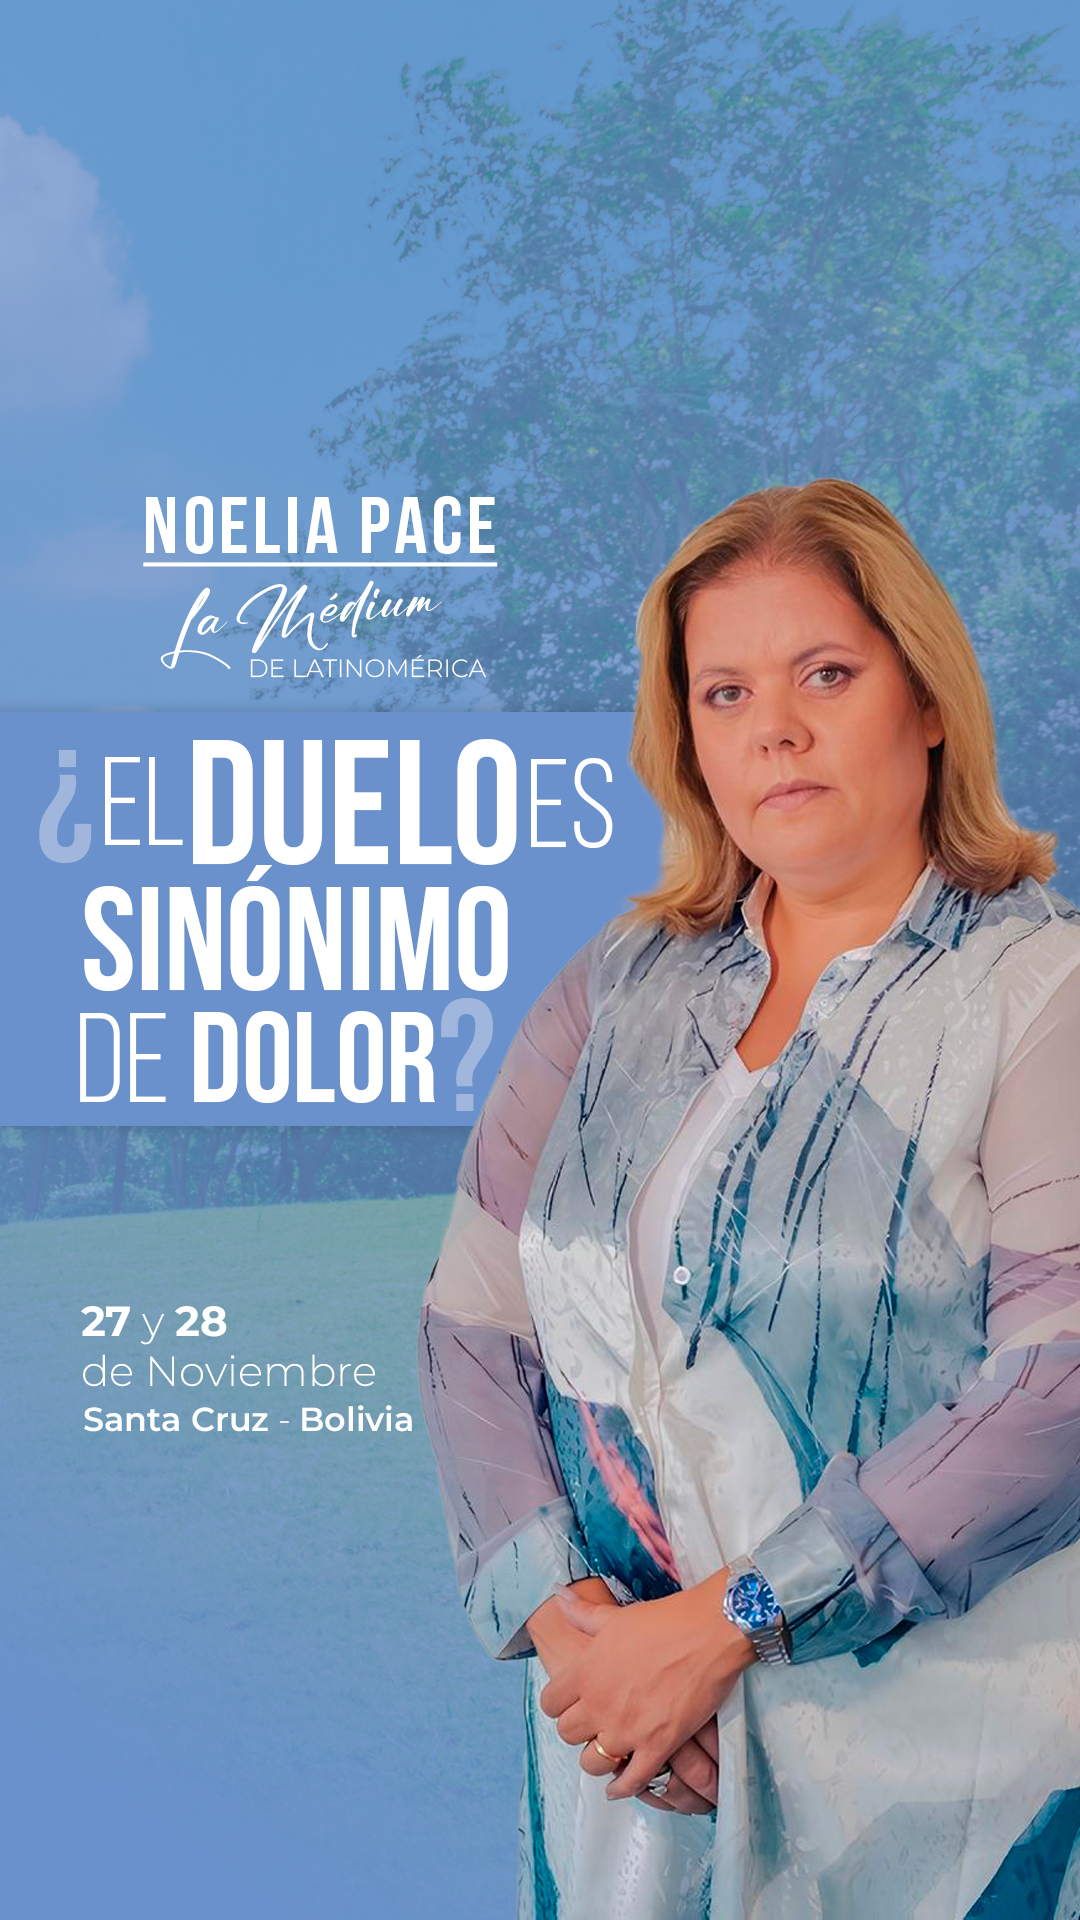 NOELIA PACE
La Médium
DE LATINOMÉRICA
¿EL DUELO ES
SINÓNIMO
DE DOLOR?
27 y 28
de Noviembre
Santa Cruz - Bolivia